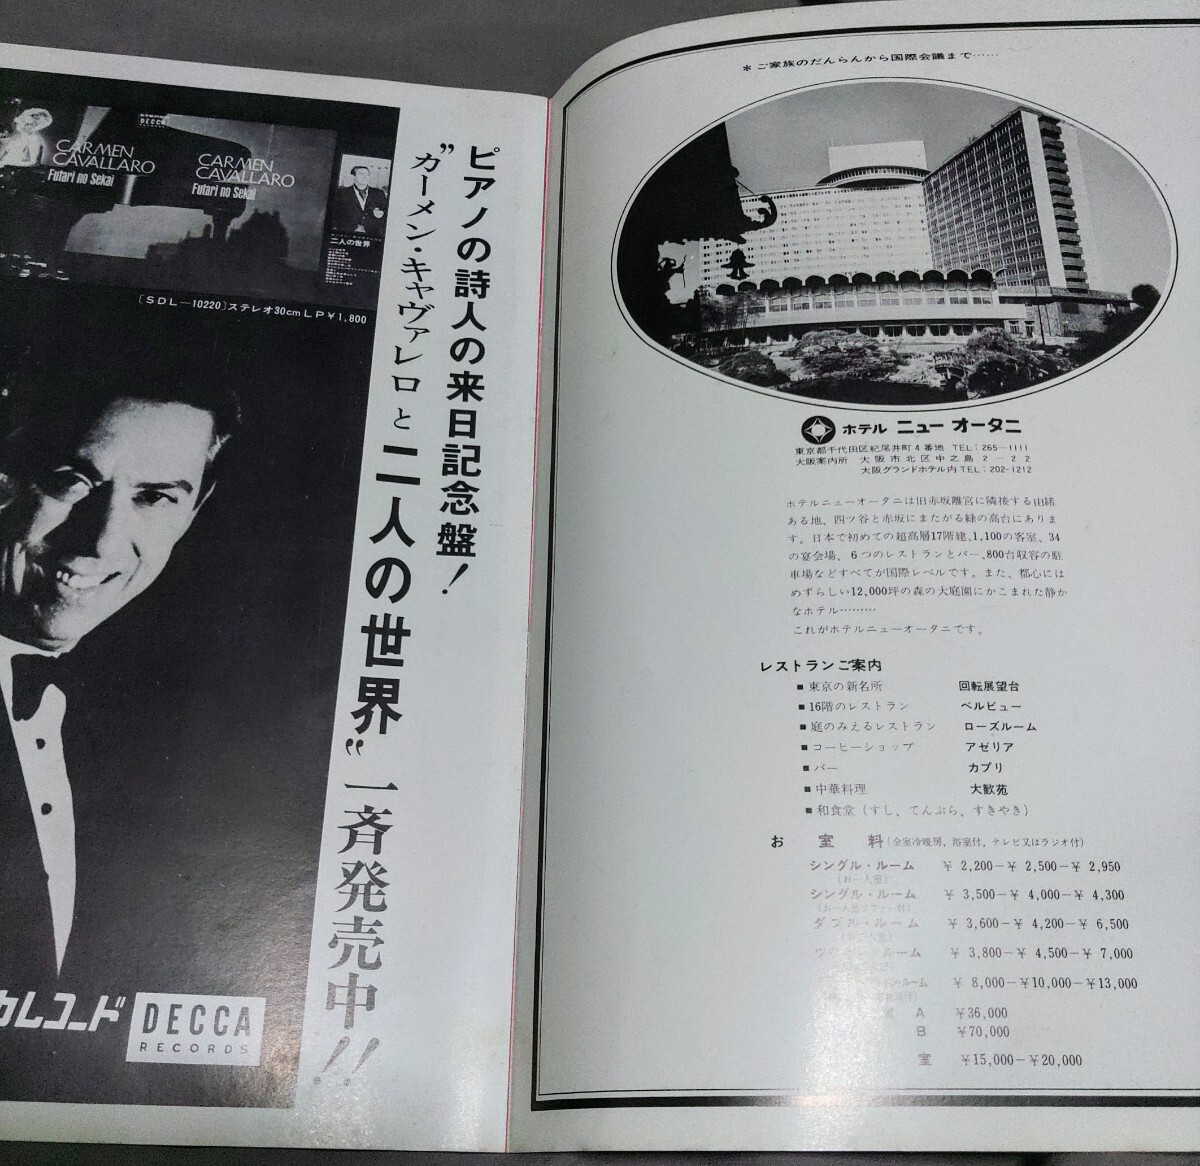 CARMEN
CAVALLARO
Futari no Sekai
STEREO
DECCA
CARMEN
CAVALLARO
Futari no Sekai
二人の世界
〔SDL—10220〕ステレオ30cmLP¥1,800
ピアノの詩人の来日記念盤！
“カーメン・キャヴァレロと二人の世界”一斉発売中!!
カレコード
DECCA
RECORDS
＊ご家族のだんらんから国際会議まで……
ホテル ニュー オータニ
東京都千代田区紀尾井町4番地 TEL：265-1111
大阪案内所 大阪市北区中之島2－22
大阪グランドホテル内 TEL：202-1212
ホテルニューオータニは旧赤坂離宮に隣接する由緒
ある地、四ツ谷と赤坂にまたがる緑の高台にありま
す。日本で初めての超高層17階建、1,100の客室、34
の宴会場、6つのレストランとバー、800台収容の駐
車場などすべてが国際レベルです。また、都心には
めずらしい12,000坪の森の大庭園にかこまれた静か
なホテル………
これがホテルニューオータニです。
レストランご案内
■東京の新名所 回転展望台
■16階のレストラン ベルビュー
■庭のみえるレストラン ローズルーム
■コーヒーショップ アゼリア
■バー カプリ
■中華料理 大歓苑
■和食堂（すし、てんぷら、すきやき）
お室料（全室冷暖房，浴室付，テレビ又はラジオ付）
シングル・ルーム ¥2,200－¥2,500－¥2,950
（お一人室）
シングル・ルーム ¥3,500－¥4,000－¥4,300
（お一人室ソファー付）
ダブル・ルーム ¥3,600－¥4,200－¥6,500
（お二人室）
ルーム ¥3,800－¥4,500－¥7,000
ルーム ¥8,000－¥10,000－¥13,000
A ¥36,000
B ¥70,000
室 ¥15,000－¥20,000